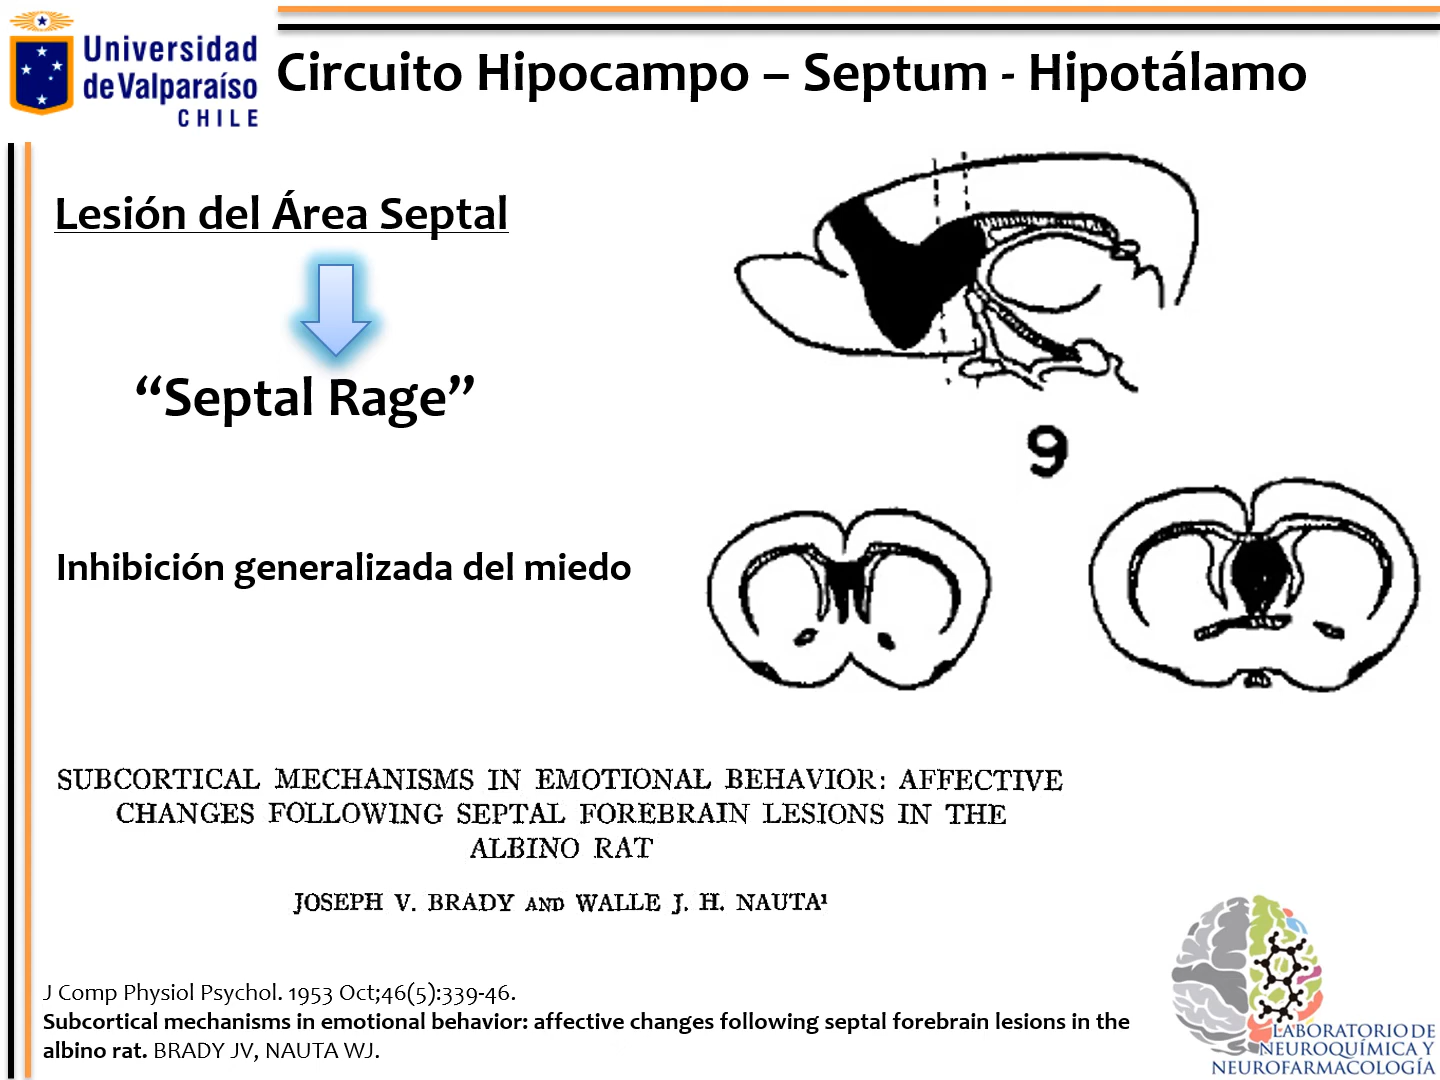 Universidad
de Valparaíso
CHILE
Circuito Hipocampo – Septum - Hipotálamo
Lesión del Área Septal
“Septal Rage”
9
Inhibición generalizada del miedo
SUBCORTICAL MECHANISMS IN EMOTIONAL BEHAVIOR: AFFECTIVE
CHANGES FOLLOWING SEPTAL FOREBRAIN LESIONS IN THE
ALBINO RAT
JOSEPH V. BRADY AND WALLE J. H. NAUTA¹
J Comp Physiol Psychol. 1953 Oct;46(5):339-46.
Subcortical mechanisms in emotional behavior: affective changes following septal forebrain lesions in the
albino rat. BRADY JV, NAUTA WJ.
LABORATORIO DE
NEUROQUÍMICA Y
NEUROFARMACOLOGÍA